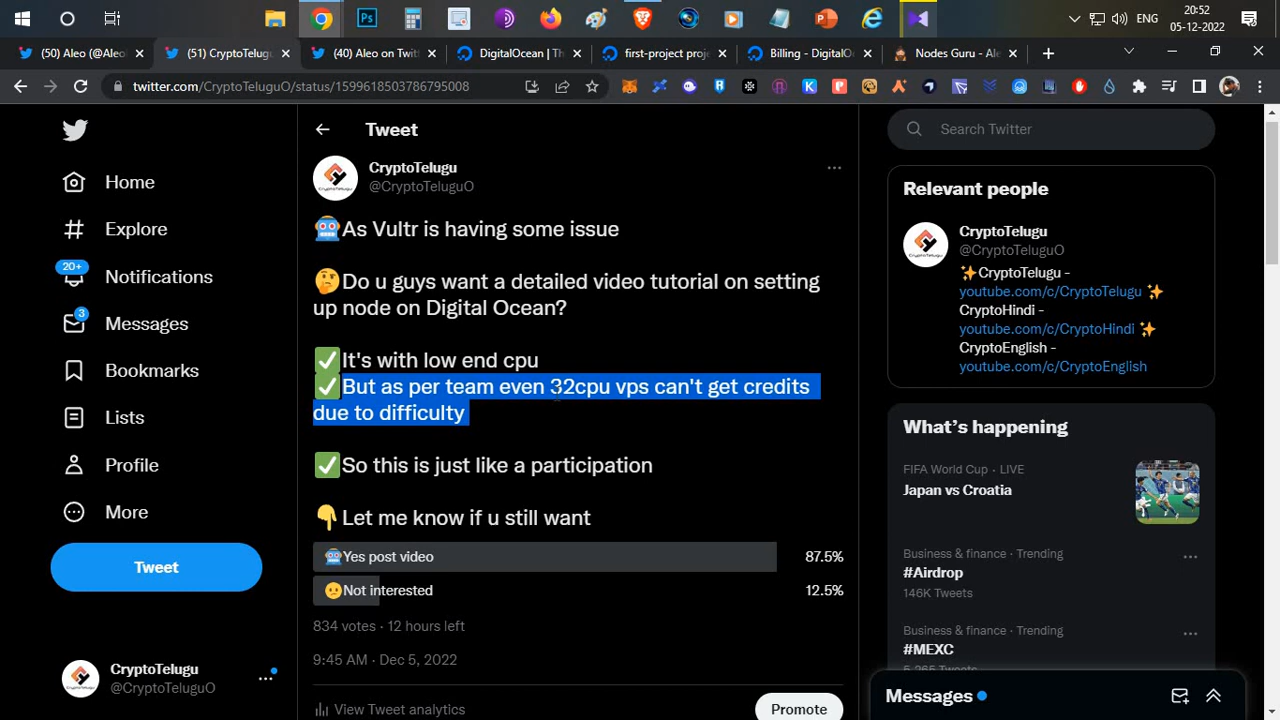 20:52
ENG
05-12-2022
(50) Aleo (@Aleo
(51) CryptoTelugu
(40) Aleo on Twitt
DigitalOcean | Th
first-project proje
Billing - DigitalOc
Nodes Guru - Ale
twitter.com/CryptoTeluguO/status/1599618503786795008
Home
Explore
20+
Notifications
3
Messages
Bookmarks
Lists
Profile
More
Tweet
CryptoTelugu
@CryptoTeluguO
Tweet
CryptoTelugu
@CryptoTeluguO
🤖As Vultr is having some issue
🤔Do u guys want a detailed video tutorial on setting
up node on Digital Ocean?
✅It's with low end cpu
✅But as per team even 32cpu vps can't get credits
due to difficulty
✅So this is just like a participation
👇Let me know if u still want
🤖Yes post video 87.5%
😕Not interested 12.5%
834 votes · 12 hours left
9:45 AM · Dec 5, 2022
View Tweet analytics
Promote
Search Twitter
Relevant people
CryptoTelugu
@CryptoTeluguO
✨CryptoTelugu -
youtube.com/c/CryptoTelugu ✨
CryptoHindi -
youtube.com/c/CryptoHindi ✨
CryptoEnglish -
youtube.com/c/CryptoEnglish
What's happening
FIFA World Cup · LIVE
Japan vs Croatia
Business & finance · Trending
#Airdrop
146K Tweets
Business & finance · Trending
#MEXC
5,265 Tweets
Messages